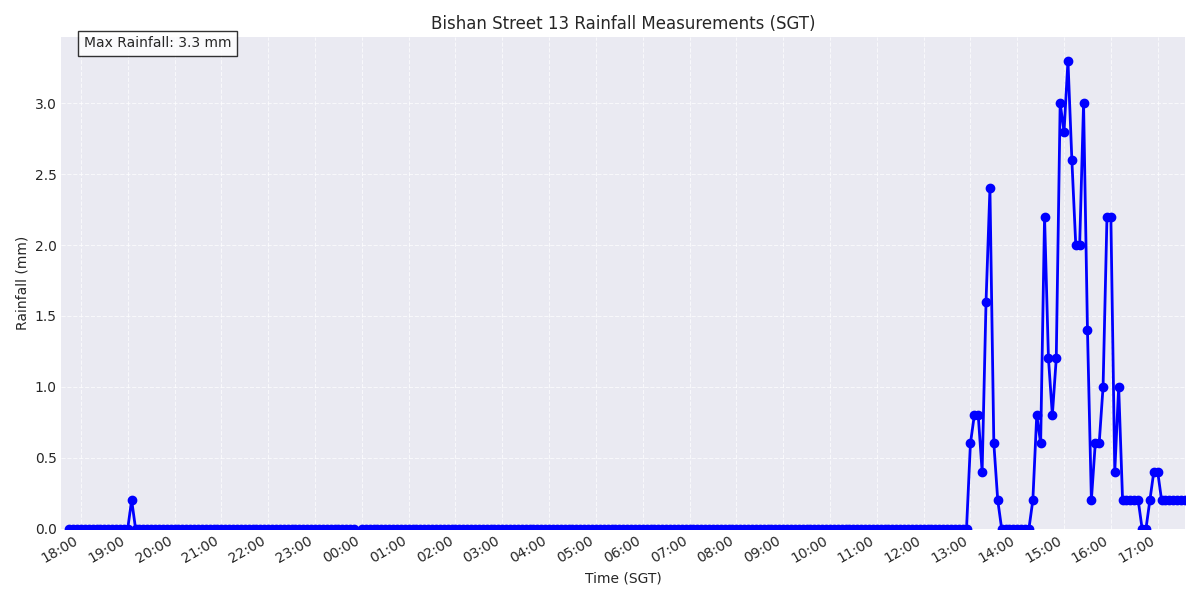 Bishan Street 13 Rainfall Measurements (SGT)
Max Rainfall: 3.3 mm
Rainfall (mm)
3.0
2.5
2.0
1.5
1.0
0.5
0.0
18:00 19:00 20:00 21:00 22:00 23:00 00:00 01:00 02:00 03:00 04:00 05:00 06:00 07:00 08:00 09:00 10:00 11:00 12:00 13:00 14:00 15:00 16:00 17:00
Time (SGT)